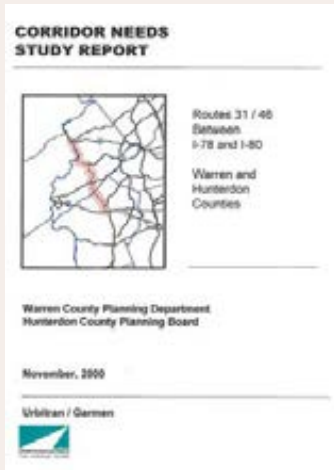 CORRIDOR NEEDS
STUDY REPORT
Routes 31 / 46
Between
I-78 and I-80
Warren and
Hunterdon
Counties
Warren County Planning Department
Hunterdon County Planning Board
November, 2000
Urbitran / Garmen